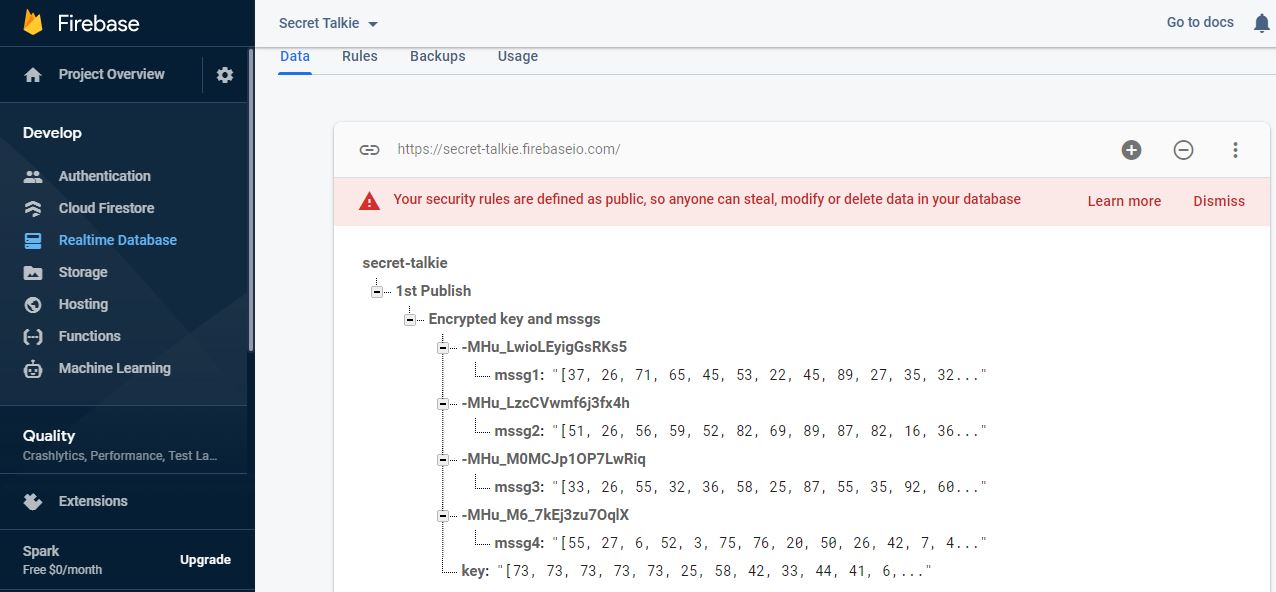 Firebase
Secret Talkie
Go to docs
Project Overview
Data Rules Backups Usage
Develop
Authentication
Cloud Firestore
Realtime Database
Storage
Hosting
Functions
Machine Learning
Quality
Crashlytics, Performance, Test La...
Extensions
Spark
Free $0/month
Upgrade
https://secret-talkie.firebaseio.com/
Your security rules are defined as public, so anyone can steal, modify or delete data in your database
Learn more
Dismiss
secret-talkie
1st Publish
Encrypted key and mssgs
-MHu_LwioLEyigGsRKs5
mssg1: "[37, 26, 71, 65, 45, 53, 22, 45, 89, 27, 35, 32..."
-MHu_LzcCVwmf6j3fx4h
mssg2: "[51, 26, 56, 59, 52, 82, 69, 89, 87, 82, 16, 36..."
-MHu_M0MCJp1OP7LwRiq
mssg3: "[33, 26, 55, 32, 36, 58, 25, 87, 55, 35, 92, 60..."
-MHu_M6_7kEj3zu7OqlX
mssg4: "[55, 27, 6, 52, 3, 75, 76, 20, 50, 26, 42, 7, 4..."
key: "[73, 73, 73, 73, 73, 25, 58, 42, 33, 44, 41, 6,..."